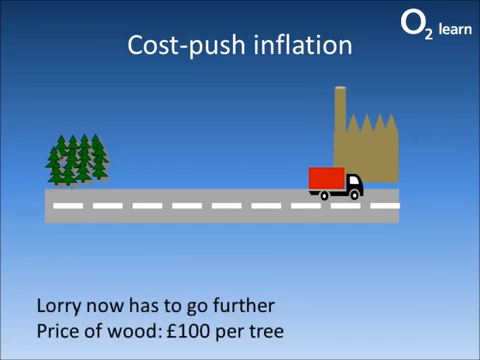 O2 learn
Cost-push inflation
Lorry now has to go further
Price of wood: £100 per tree